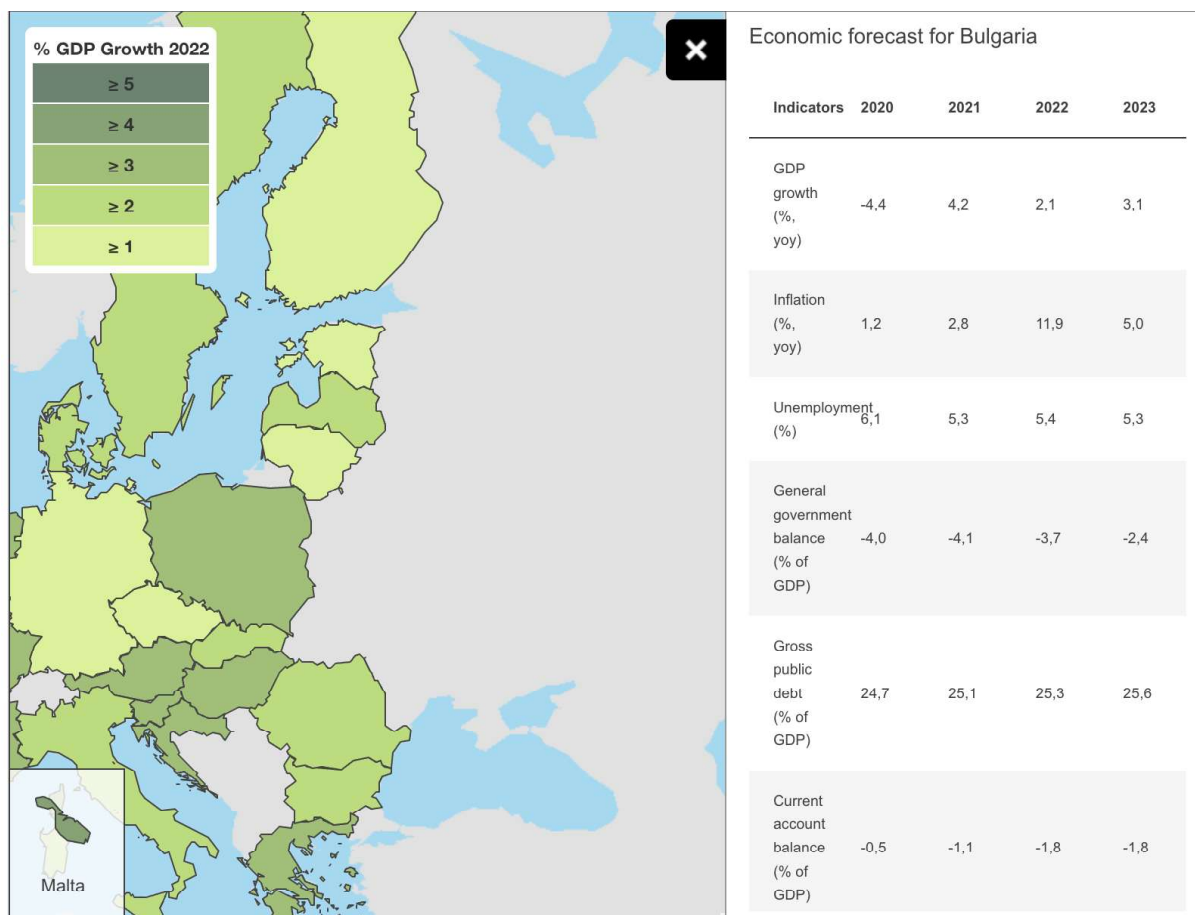 % GDP Growth 2022
≥ 5
≥ 4
≥ 3
≥ 2
≥ 1
Malta
Economic forecast for Bulgaria
Indicators 2020 2021 2022 2023
GDP
growth
(%,
yoy)
-4,4 4,2 2,1 3,1
Inflation
(%,
yoy)
1,2 2,8 11,9 5,0
Unemployment
(%)
6,1 5,3 5,4 5,3
General
government
balance
(% of
GDP)
-4,0 -4,1 -3,7 -2,4
Gross
public
debt
(% of
GDP)
24,7 25,1 25,3 25,6
Current
account
balance
(% of
GDP)
-0,5 -1,1 -1,8 -1,8